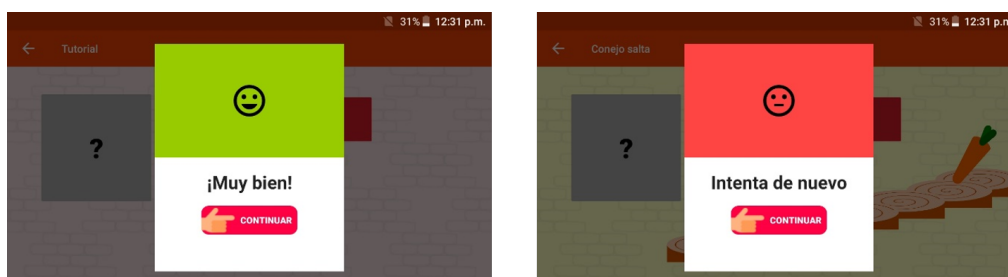 31% 12:31 p.m.
Tutorial
?
¡Muy bien!
CONTINUAR
31% 12:31 p.m
Conejo salta
?
Intenta de nuevo
CONTINUAR